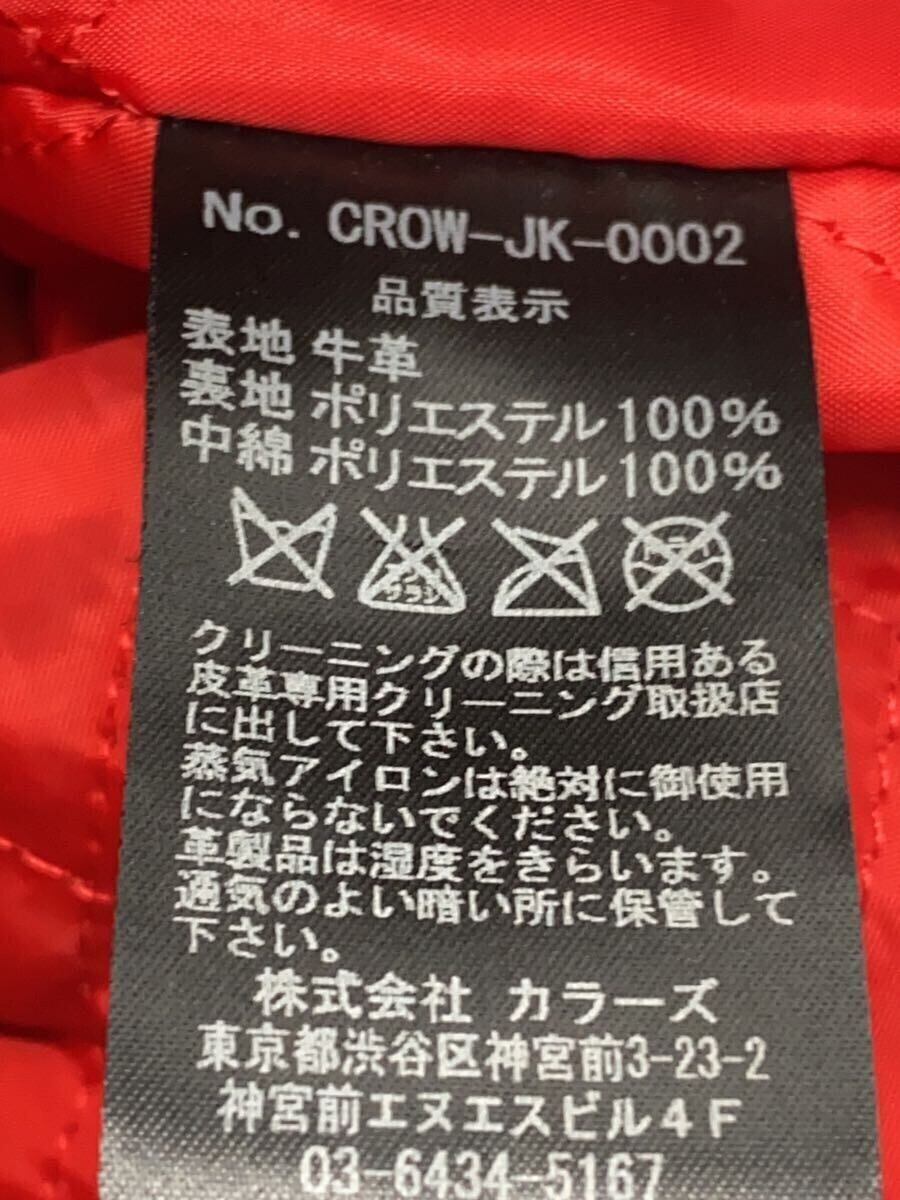 No. CROW-JK-0002
品質表示
表地 牛革
裏地 ポリエステル100%
中綿 ポリエステル100%
クリーニングの際は信用ある
皮革専用クリーニング取扱店
に出して下さい。
蒸気アイロンは絶対に御使用
にならないでください。
革製品は湿度をきらいます。
通気のよい暗い所に保管して
下さい。
株式会社 カラーズ
東京都渋谷区神宮前3-23-2
神宮前エヌエスビル4F
03-6434-5167